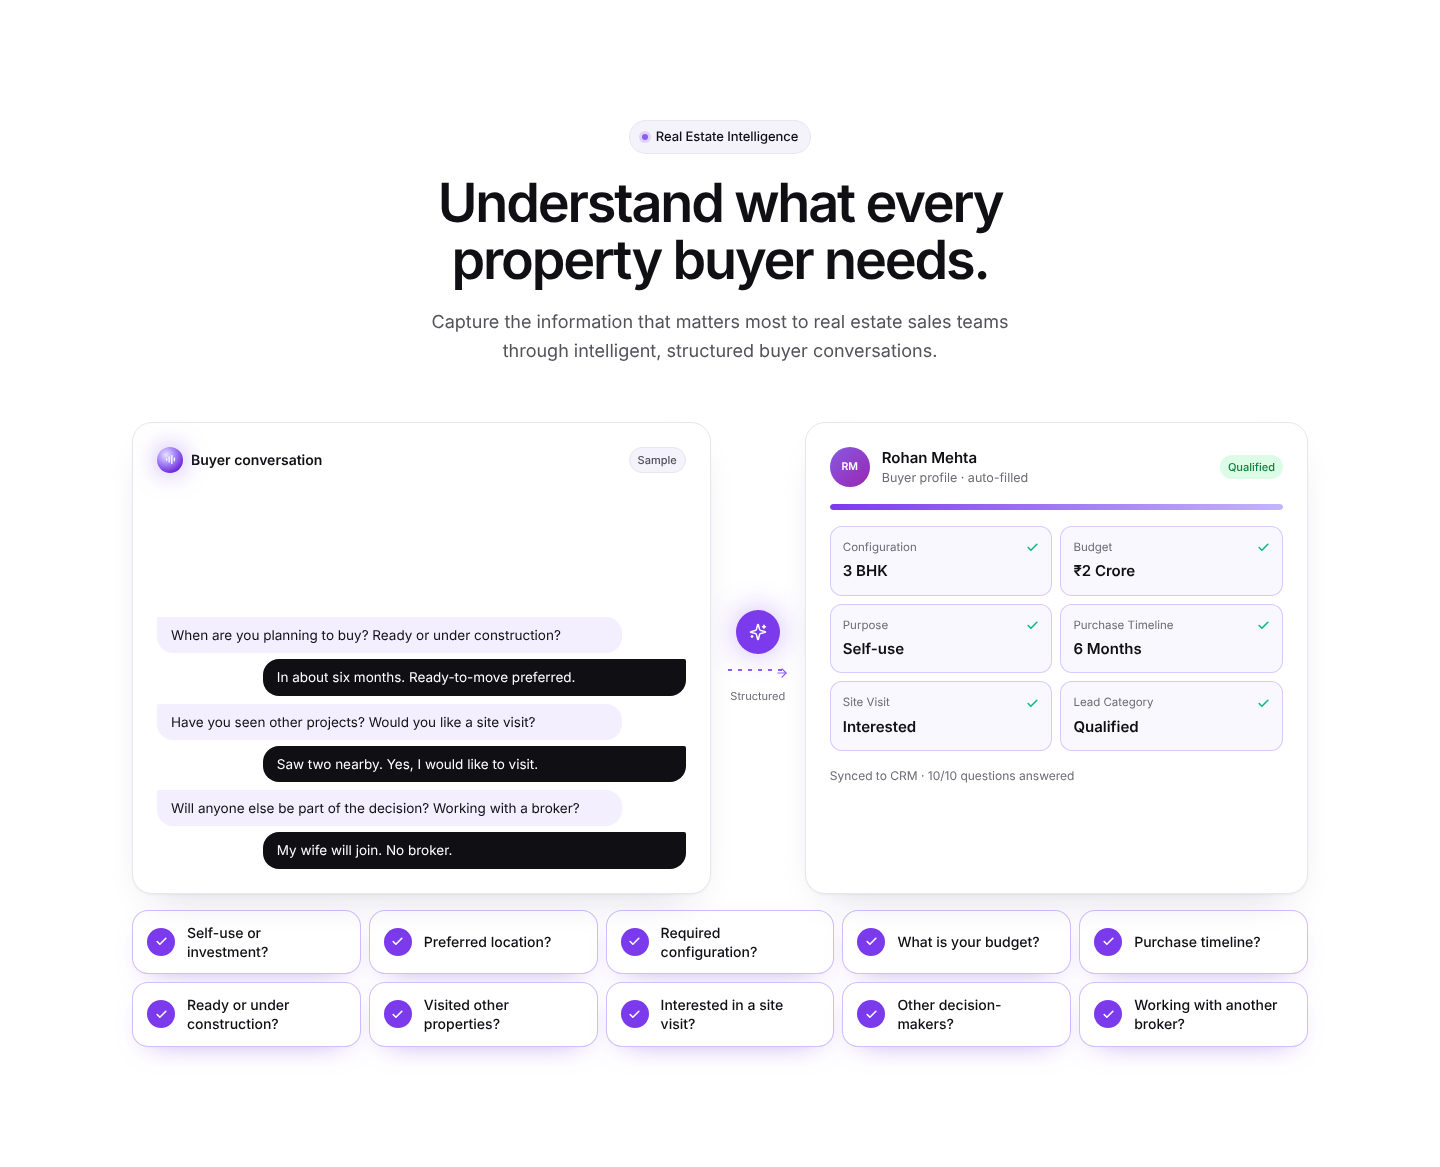 Real Estate Intelligence
Understand what every
property buyer needs.
Capture the information that matters most to real estate sales teams
through intelligent, structured buyer conversations.
Buyer conversation
Sample
When are you planning to buy? Ready or under construction?
In about six months. Ready-to-move preferred.
Have you seen other projects? Would you like a site visit?
Saw two nearby. Yes, I would like to visit.
Will anyone else be part of the decision? Working with a broker?
My wife will join. No broker.
Structured
RM
Rohan Mehta
Buyer profile · auto-filled
Qualified
Configuration
3 BHK
Budget
₹2 Crore
Purpose
Self-use
Purchase Timeline
6 Months
Site Visit
Interested
Lead Category
Qualified
Synced to CRM · 10/10 questions answered
Self-use or
investment?
Preferred location?
Required
configuration?
What is your budget?
Purchase timeline?
Ready or under
construction?
Visited other
properties?
Interested in a site
visit?
Other decision-
makers?
Working with another
broker?